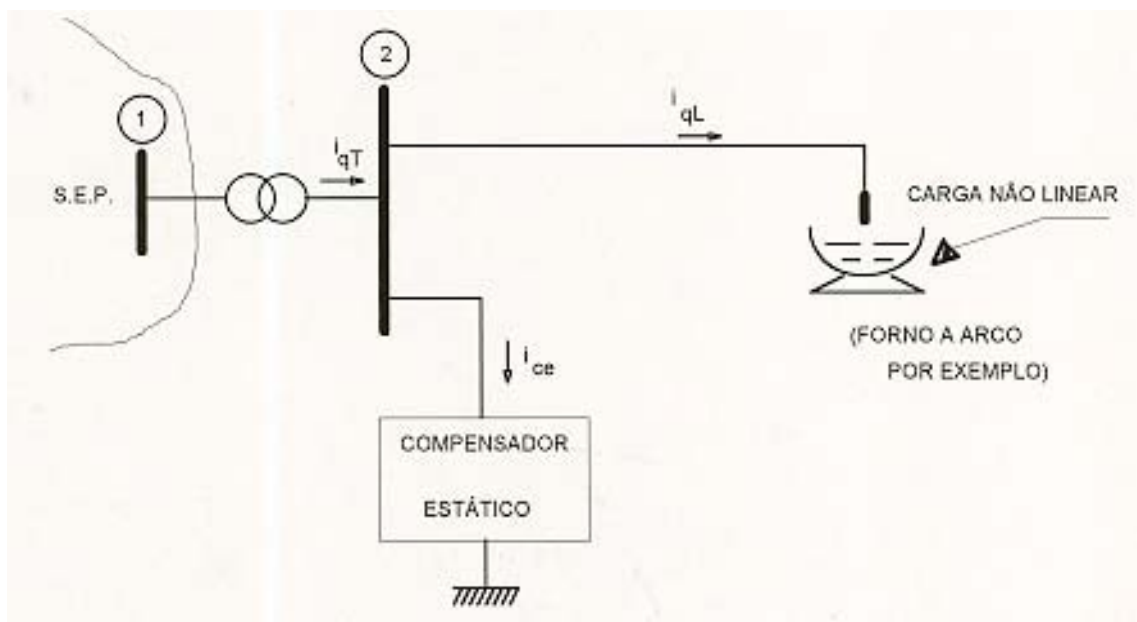 2
1
i qL
i qT
S.E.P.
CARGA NÃO LINEAR
(FORNO A ARCO
POR EXEMPLO)
i ce
COMPENSADOR
ESTÁTICO